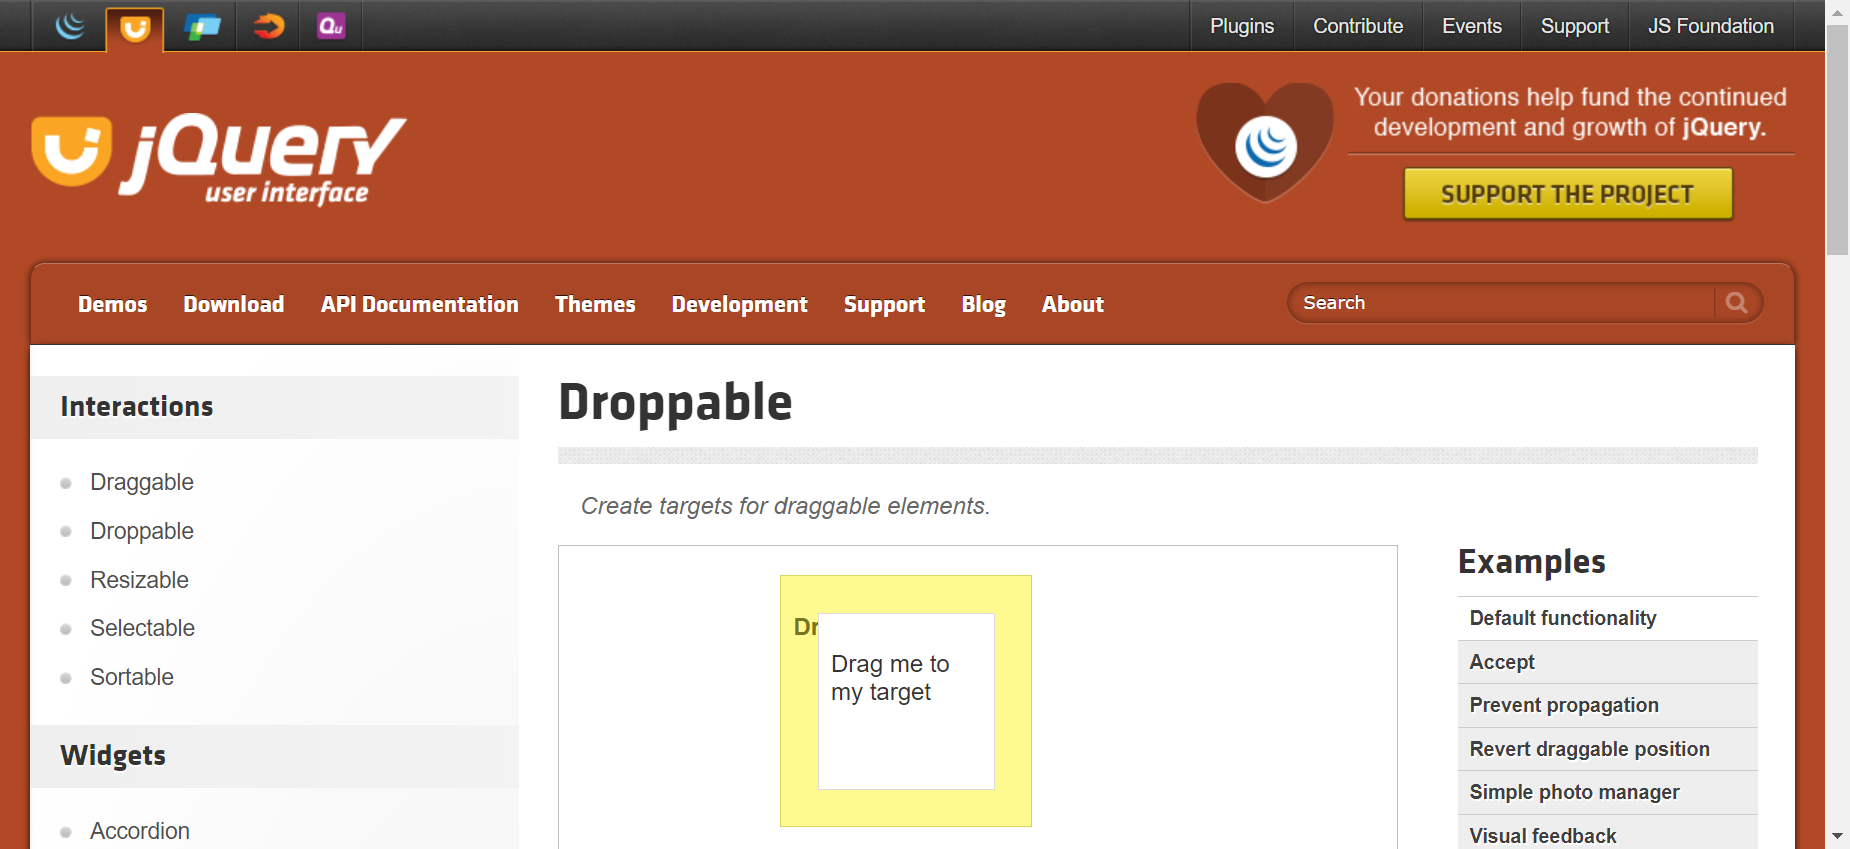 Qu
Plugins
Contribute
Events
Support
JS Foundation
jQuery
user interface
Your donations help fund the continued
development and growth of jQuery.
SUPPORT THE PROJECT
Demos
Download
API Documentation
Themes
Development
Support
Blog
About
Search
Interactions
Draggable
Droppable
Resizable
Selectable
Sortable
Widgets
Accordion
Droppable
Create targets for draggable elements.
Dr
Drag me to
my target
Examples
Default functionality
Accept
Prevent propagation
Revert draggable position
Simple photo manager
Visual feedback